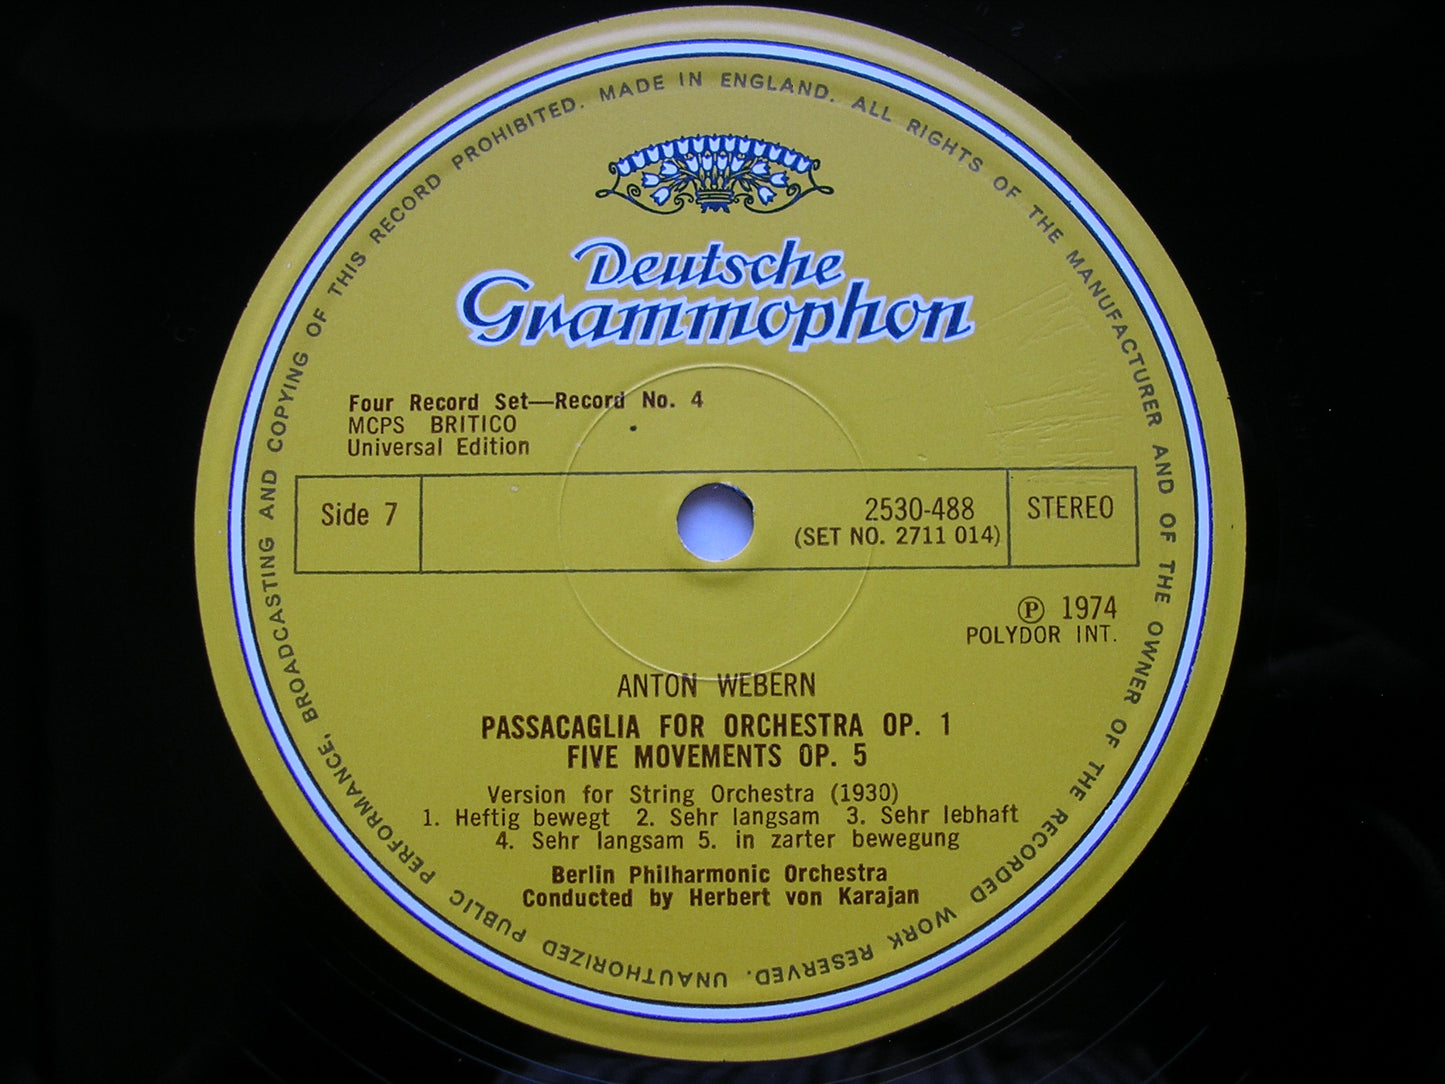 MADE IN ENGLAND. ALL RIGHTS OF THE MANUFACTURER AND OF THE OWNER OF THE RECORDED WORK RESERVED. UNAUTHORIZED PUBLIC PERFORMANCE, BROADCASTING AND COPYING OF THIS RECORD PROHIBITED.
Deutsche
Grammophon
Four Record Set—Record No. 4
MCPS BRITICO
Universal Edition
Side 7
2530-488
(SET NO. 2711 014)
STEREO
Ⓟ 1974
POLYDOR INT.
ANTON WEBERN
PASSACAGLIA FOR ORCHESTRA OP. 1
FIVE MOVEMENTS OP. 5
Version for String Orchestra (1930)
1. Heftig bewegt 2. Sehr langsam 3. Sehr lebhaft
4. Sehr langsam 5. in zarter bewegung
Berlin Philharmonic Orchestra
Conducted by Herbert von Karajan